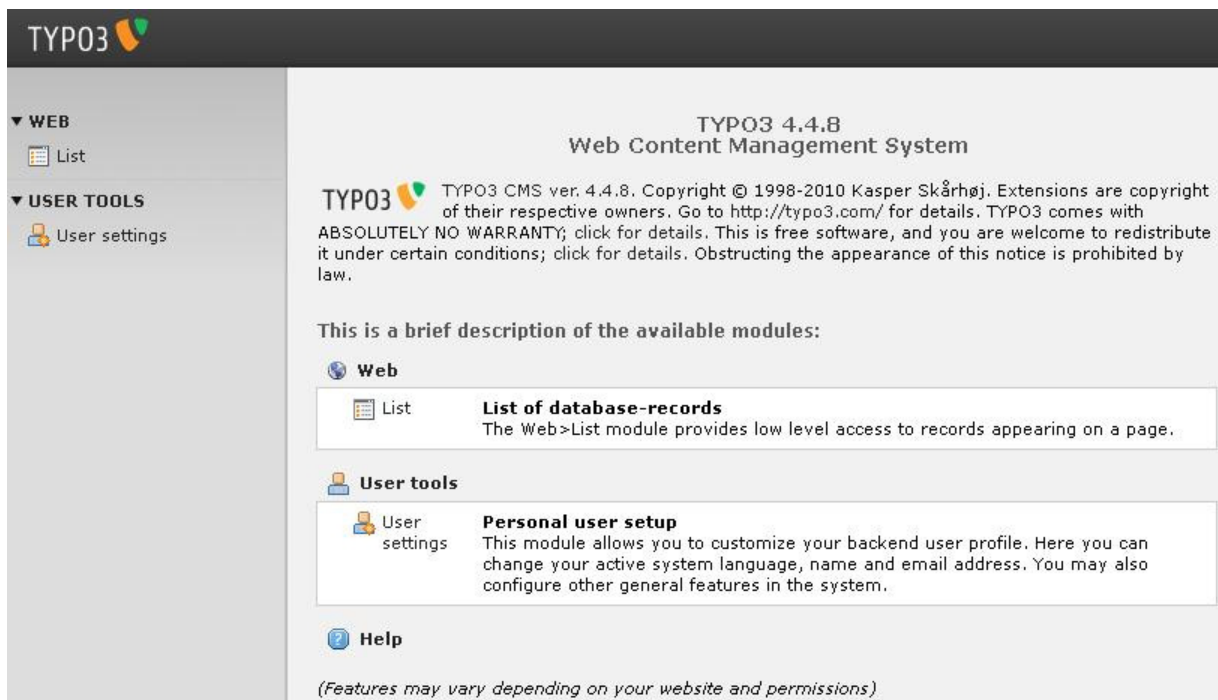 TYPO3
▼ WEB
List
▼ USER TOOLS
User settings
TYPO3 4.4.8
Web Content Management System
TYPO3 TYPO3 CMS ver. 4.4.8. Copyright © 1998-2010 Kasper Skårhøj. Extensions are copyright
of their respective owners. Go to http://typo3.com/ for details. TYPO3 comes with
ABSOLUTELY NO WARRANTY; click for details. This is free software, and you are welcome to redistribute
it under certain conditions; click for details. Obstructing the appearance of this notice is prohibited by
law.
This is a brief description of the available modules:
Web
List List of database-records
The Web>List module provides low level access to records appearing on a page.
User tools
User Personal user setup
settings This module allows you to customize your backend user profile. Here you can
change your active system language, name and email address. You may also
configure other general features in the system.
Help
(Features may vary depending on your website and permissions)